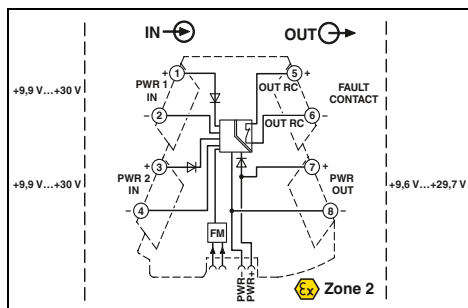 IN OUT
+ 1 5 +
PWR 1 OUT RC FAULT
IN CONTACT
+9,9 V...+30 V
- 2 OUT RC 6 -
+ 3 7 +
PWR 2 PWR
IN OUT
+9,9 V...+30 V +9,6 V...+29,7 V
- 4 8 -
FM
PWR-
PWR+
Ex Zone 2